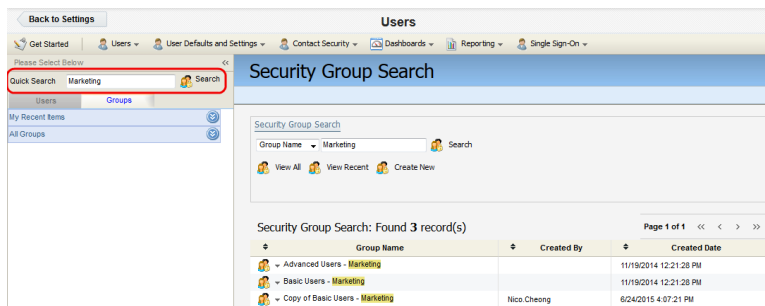 Back to Settings
Users
Get Started Users User Defaults and Settings Contact Security Dashboards Reporting Single Sign-On
Please Select Below «
Quick Search Marketing Search
Users Groups
My Recent Items
All Groups
Security Group Search
Security Group Search
Group Name Marketing Search
View All View Recent Create New
Security Group Search: Found 3 record(s) Page 1 of 1 « < > »
Group Name Created By Created Date
Advanced Users - Marketing 11/19/2014 12:21:28 PM
Basic Users - Marketing 11/19/2014 12:21:28 PM
Copy of Basic Users - Marketing Nico.Cheong 6/24/2015 4:07:21 PM